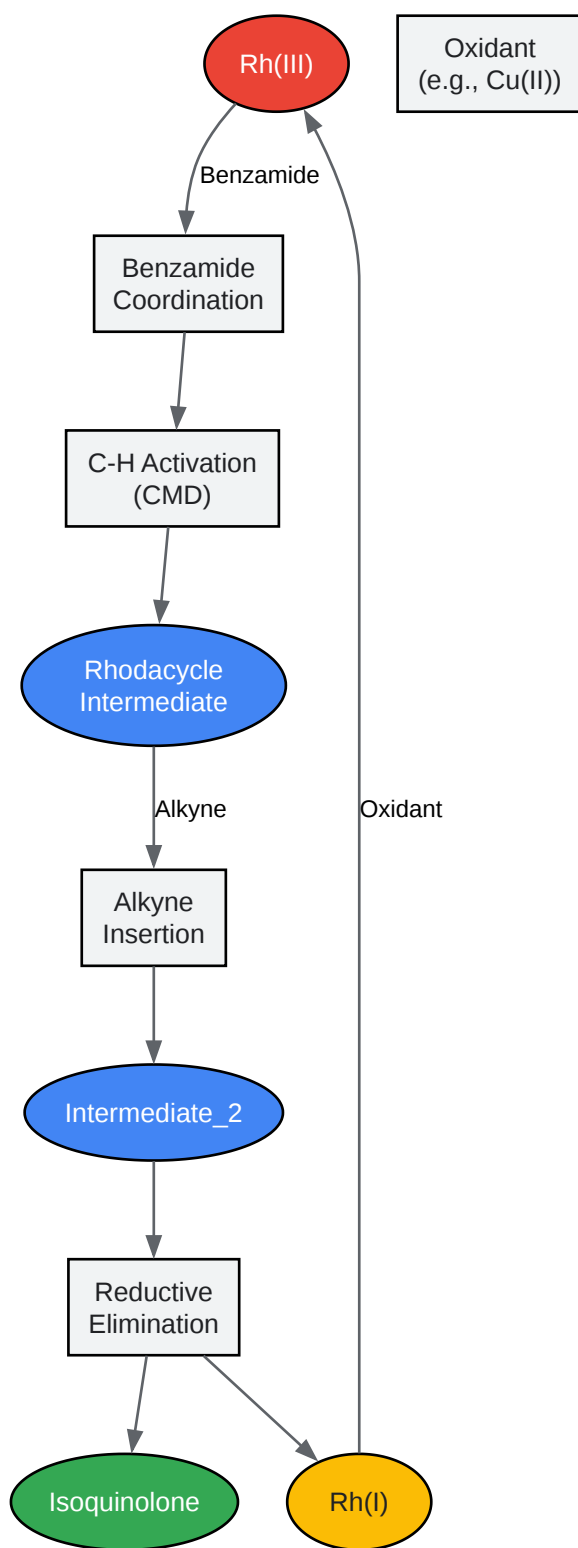 Rh(III)
Oxidant
(e.g., Cu(II))
Benzamide
Benzamide
Coordination
C-H Activation
(CMD)
Rhodacycle
Intermediate
Alkyne
Oxidant
Alkyne
Insertion
Intermediate_2
Reductive
Elimination
Isoquinolone
Rh(I)